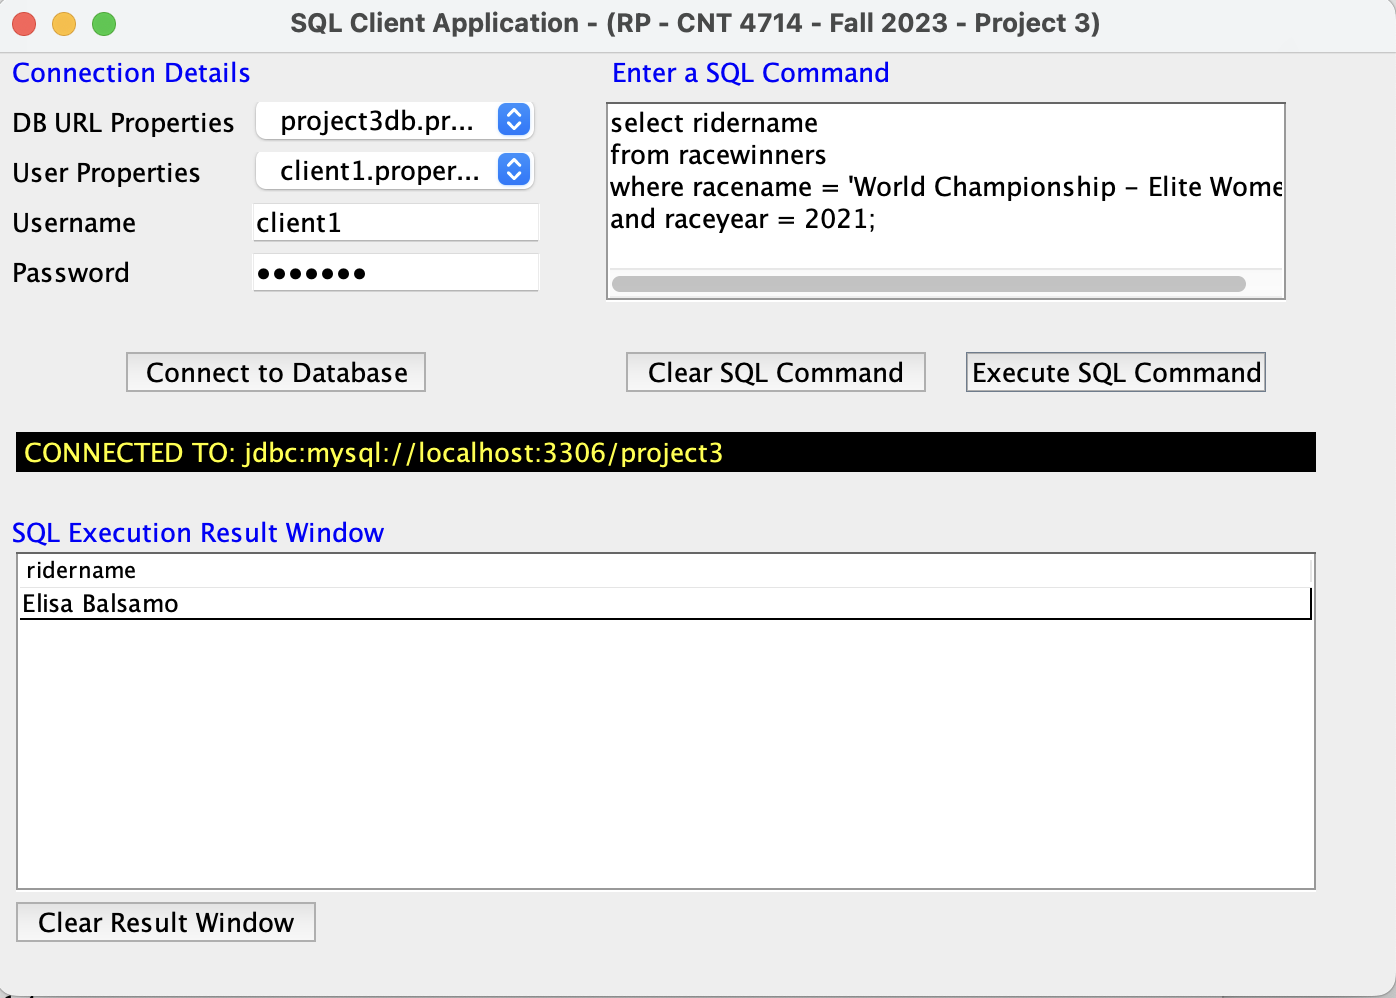 SQL Client Application - (RP - CNT 4714 - Fall 2023 - Project 3)
Connection Details
DB URL Properties project3db.pr...
User Properties client1.proper...
Username client1
Password •••••••
Enter a SQL Command
select ridername
from racewinners
where racename = 'World Championship - Elite Wome
and raceyear = 2021;
Connect to Database
Clear SQL Command
Execute SQL Command
CONNECTED TO: jdbc:mysql://localhost:3306/project3
SQL Execution Result Window
ridername
Elisa Balsamo
Clear Result Window